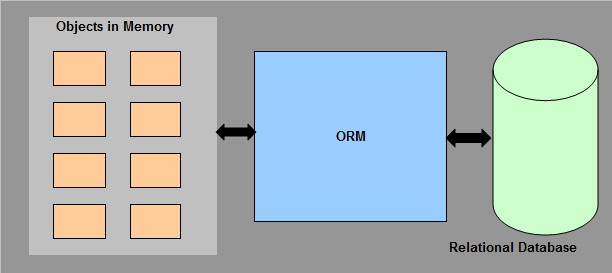 Objects in Memory
ORM
Relational Database